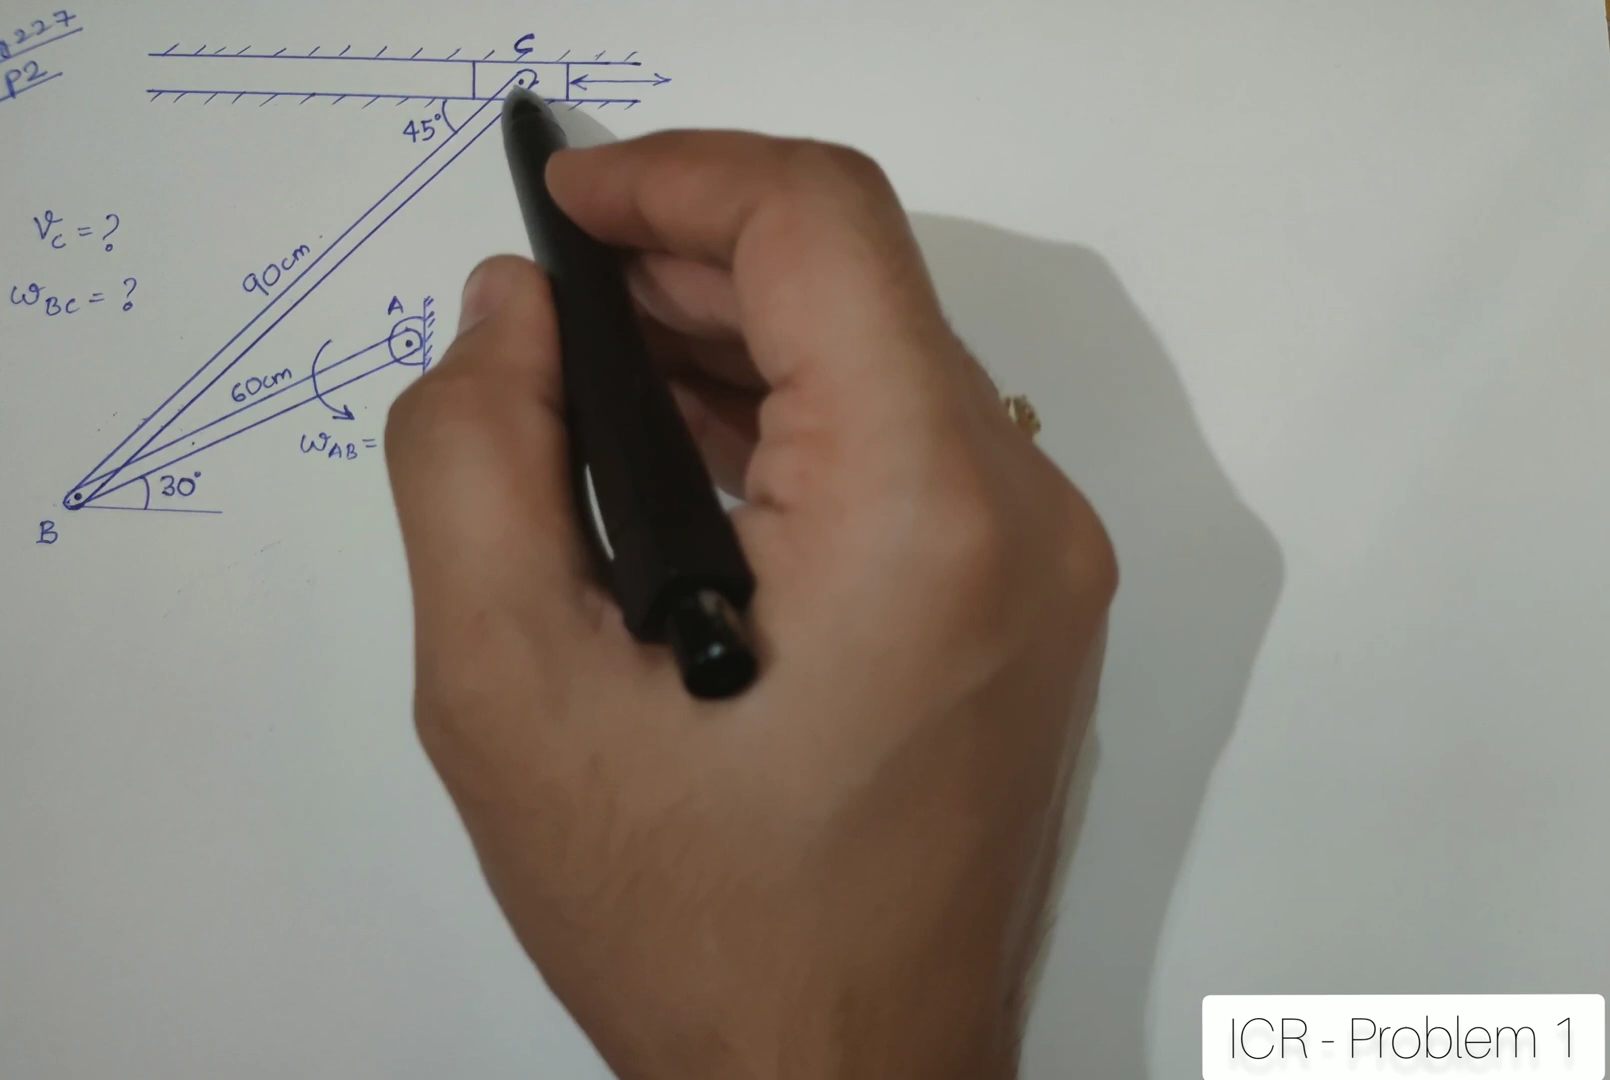 P2
C
45°
V_C = ?
90cm
ω_BC = ?
A
60cm
ω_AB =
30°
B
ICR - Problem 1